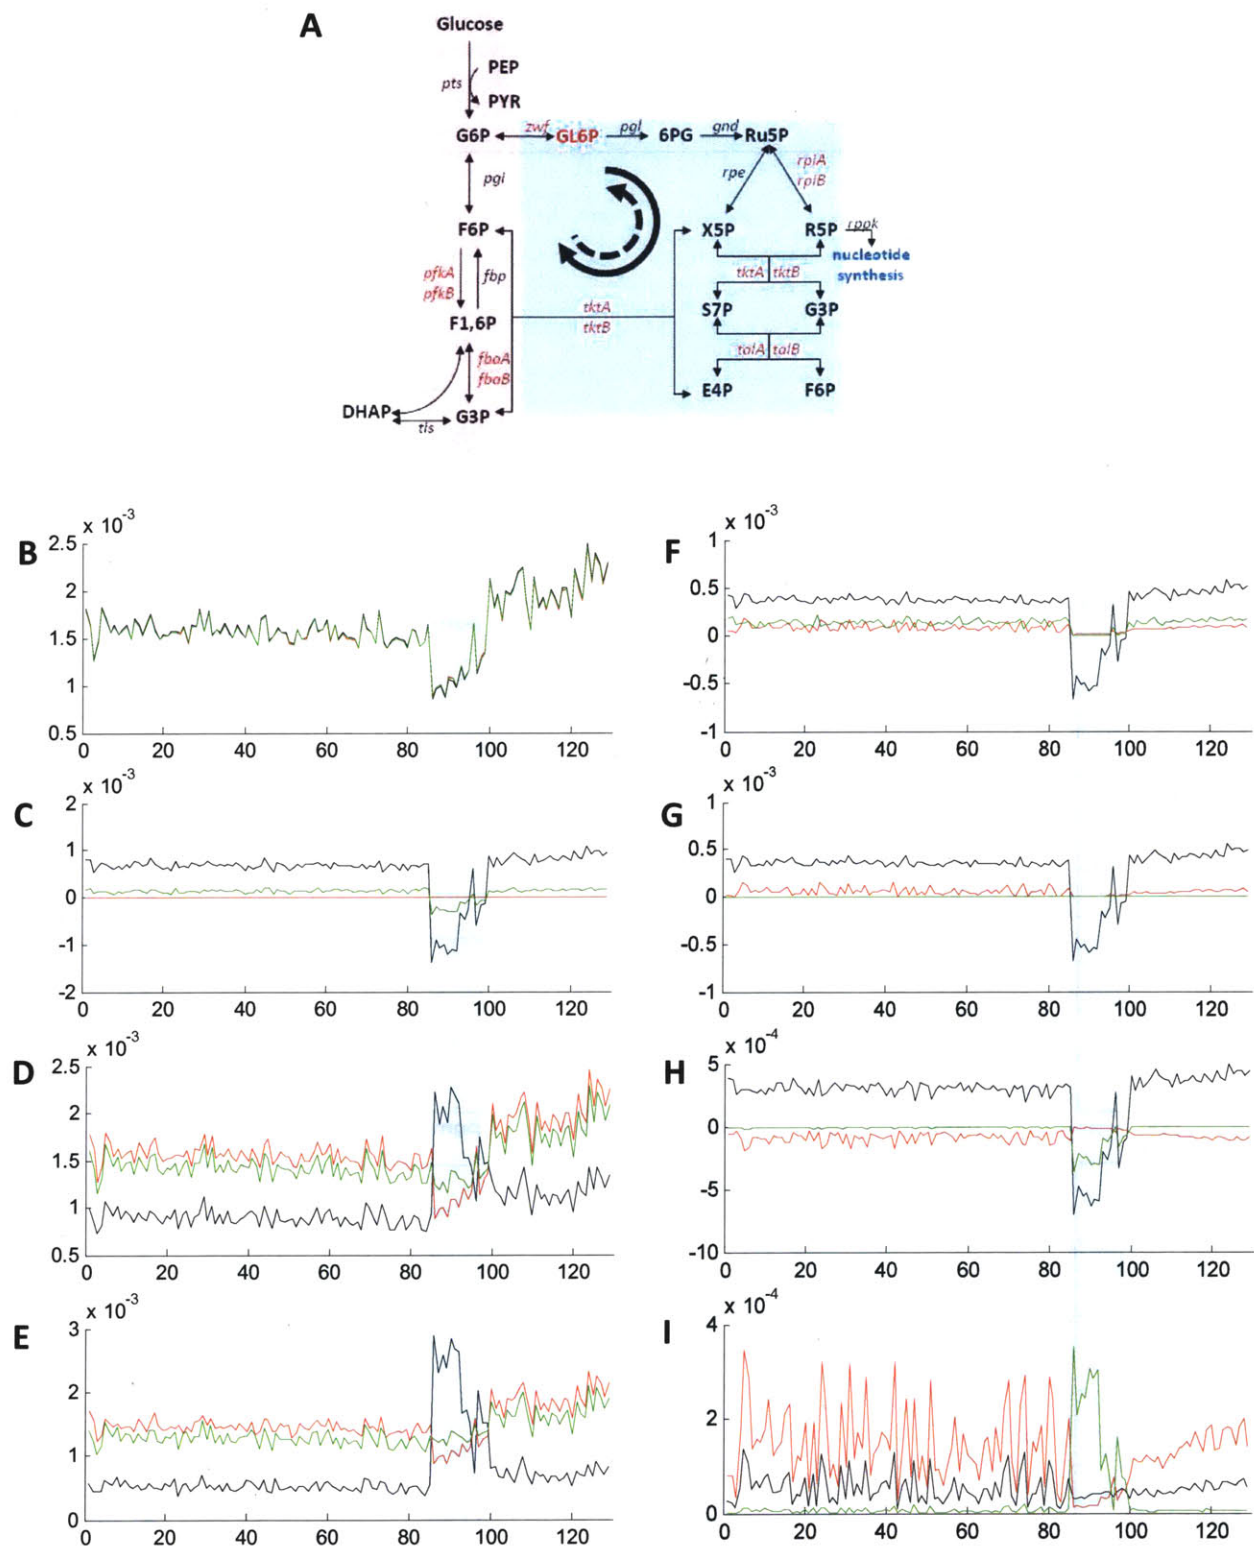 A
Glucose
pts
PEP
PYR
G6P
zwf
GL6P
pgl
6PG
gnd
Ru5P
pgi
rpe
rpiA
rpiB
F6P
X5P
R5P
rppk
nucleotide
synthesis
pfkA
pfkB
fbp
tktA
tktB
tktA
tktB
S7P
G3P
F1,6P
fbaA
fbaB
talA
talB
E4P
F6P
DHAP
tis
G3P
B
x 10-3
2.5
2
1.5
1
0.5
0 20 40 60 80 100 120
C
x 10-3
2
1
0
-1
-2
0 20 40 60 80 100 120
D
x 10-3
2.5
2
1.5
1
0.5
0 20 40 60 80 100 120
E
x 10-3
3
2
1
0
0 20 40 60 80 100 120
F
x 10-3
1
0.5
0
-0.5
-1
0 20 40 60 80 100 120
G
x 10-3
1
0.5
0
-0.5
-1
0 20 40 60 80 100 120
H
x 10-4
5
0
-5
-10
0 20 40 60 80 100 120
I
x 10-4
4
2
0
0 20 40 60 80 100 120